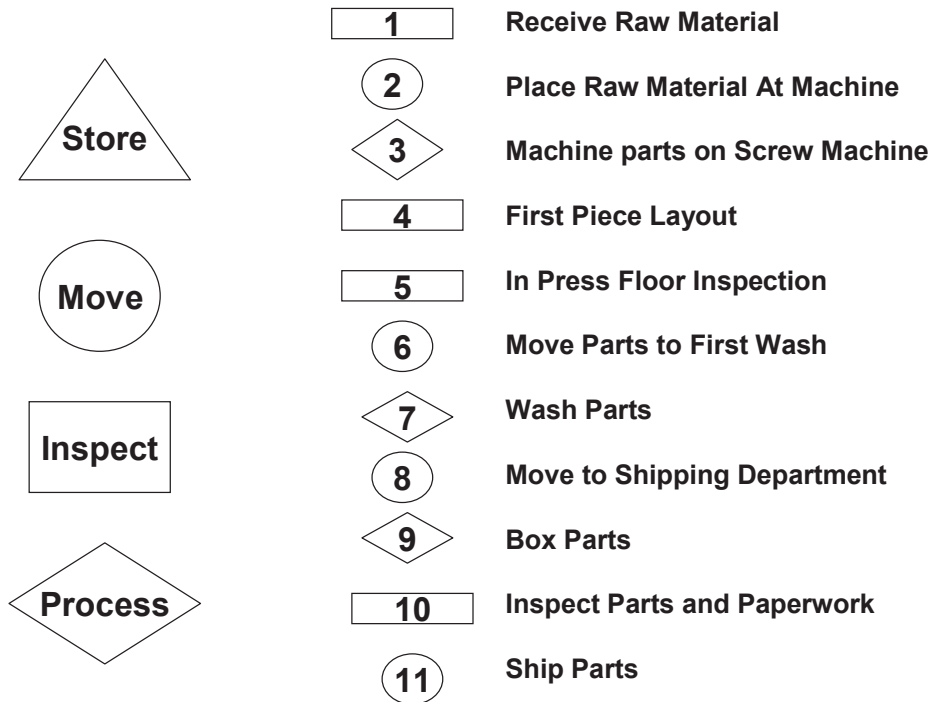 Store
Move
Inspect
Process
1 Receive Raw Material
2 Place Raw Material At Machine
3 Machine parts on Screw Machine
4 First Piece Layout
5 In Press Floor Inspection
6 Move Parts to First Wash
7 Wash Parts
8 Move to Shipping Department
9 Box Parts
10 Inspect Parts and Paperwork
11 Ship Parts